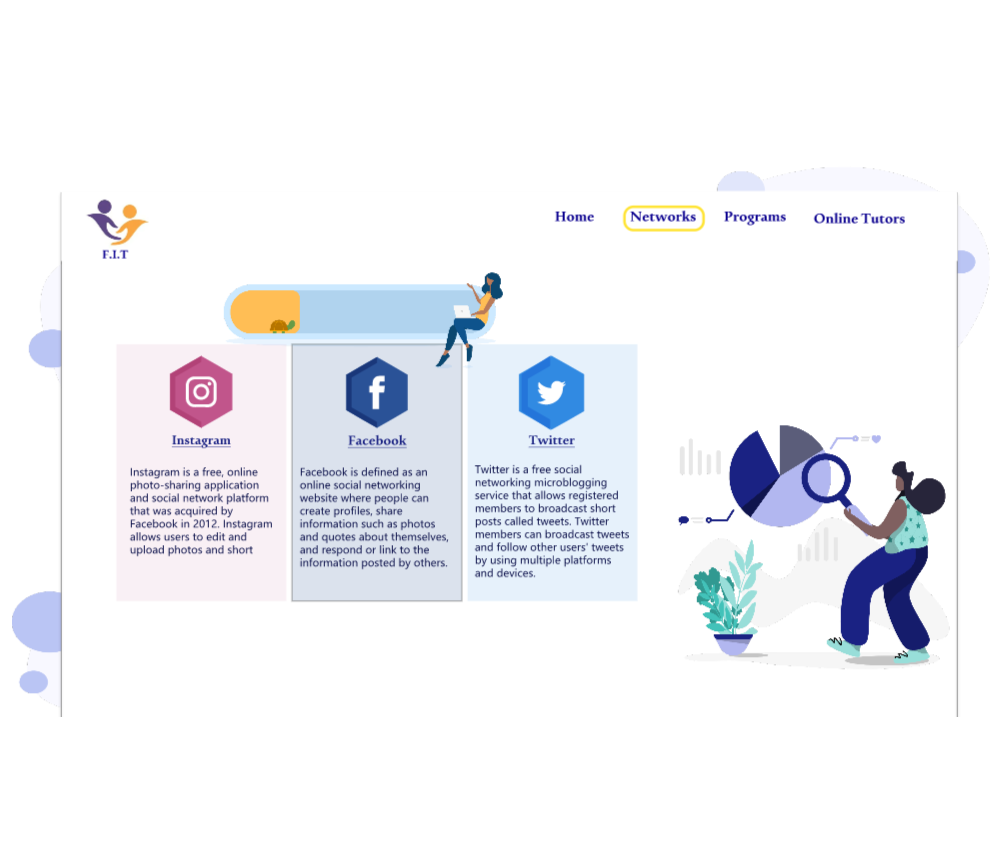 F.I.T
Home
Networks
Programs
Online Tutors
Instagram
Instagram is a free, online
photo-sharing application
and social network platform
that was acquired by
Facebook in 2012. Instagram
allows users to edit and
upload photos and short
Facebook
Facebook is defined as an
online social networking
website where people can
create profiles, share
information such as photos
and quotes about themselves,
and respond or link to the
information posted by others.
Twitter
Twitter is a free social
networking microblogging
service that allows registered
members to broadcast short
posts called tweets. Twitter
members can broadcast tweets
and follow other users' tweets
by using multiple platforms
and devices.